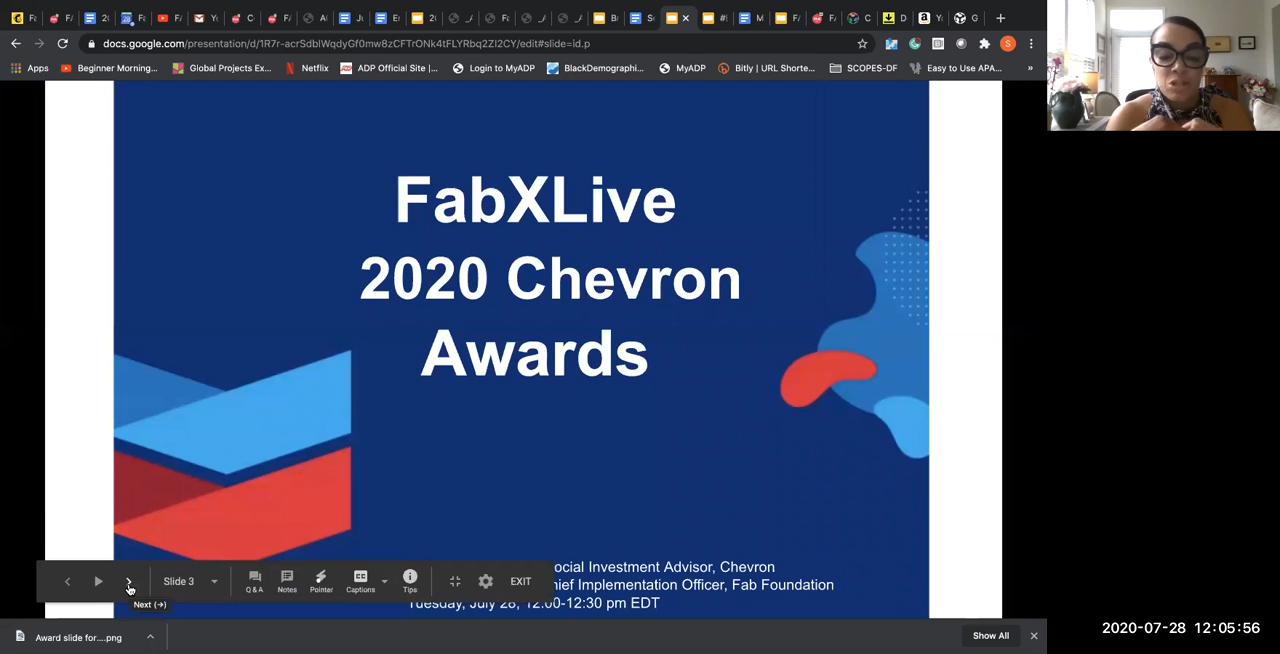 docs.google.com/presentation/d/1R7r-acrSdblWqdyGf0mw8zCFTrONk4tFLYRbq2ZI2CY/edit#slide=id.p
Apps
Beginner Morning...
Global Projects Ex...
Netflix
ADP Official Site |...
Login to MyADP
BlackDemographi...
MyADP
Bitly | URL Shorte...
SCOPES-DF
Easy to Use APA...
»
FabXLive
2020 Chevron
Awards
ocial Investment Advisor, Chevron
hief Implementation Officer, Fab Foundation
Tuesday, July 28, 12:00-12:30 pm EDT
Slide 3
Q & A
Notes
Pointer
Captions
Tips
EXIT
Next (→)
Award slide for....png
Show All
2020-07-28 12:05:56